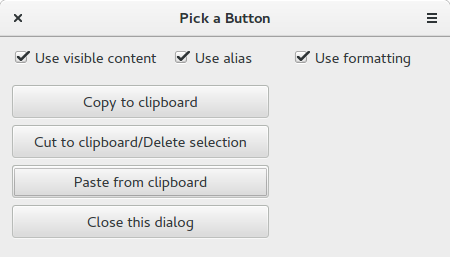 Pick a Button
Use visible content Use alias Use formatting
Copy to clipboard
Cut to clipboard/Delete selection
Paste from clipboard
Close this dialog